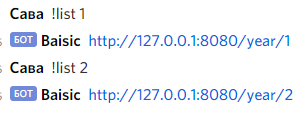 Сава !list 1
БОТ Baisic http://127.0.0.1:8080/year/1
Сава !list 2
БОТ Baisic http://127.0.0.1:8080/year/2